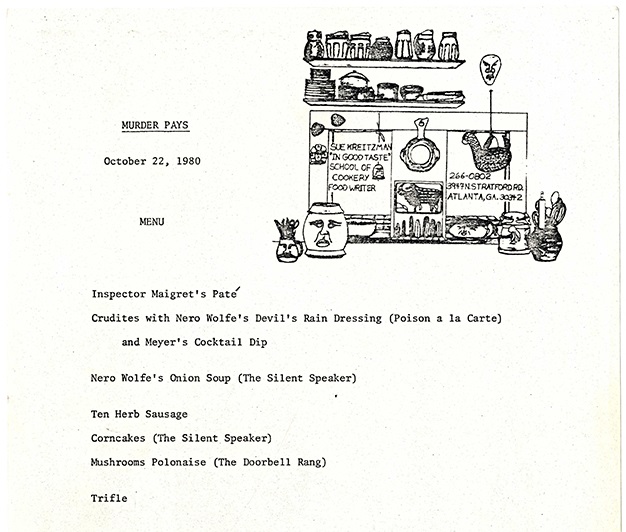 MURDER PAYS
October 22, 1980
MENU
SUE KREITZMAN
"IN GOOD TASTE"
SCHOOL OF
COOKERY
FOOD WRITER
266-0802
3947 N. STRATFORD RD.
ATLANTA, GA. 30342
Inspector Maigret's Paté
Crudites with Nero Wolfe's Devil's Rain Dressing (Poison a la Carte)
and Meyer's Cocktail Dip
Nero Wolfe's Onion Soup (The Silent Speaker)
Ten Herb Sausage
Corncakes (The Silent Speaker)
Mushrooms Polonaise (The Doorbell Rang)
Trifle